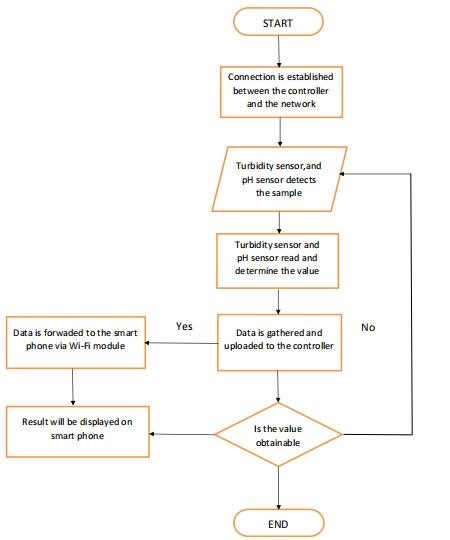 START
Connection is established
between the controller
and the network
Turbidity sensor,and
pH sensor detects
the sample
Turbidity sensor and
pH sensor read and
determine the value
Yes
No
Data is forwaded to the smart
phone via Wi-Fi module
Data is gathered and
uploaded to the controller
Result will be displayed on
smart phone
Is the value
obtainable
END